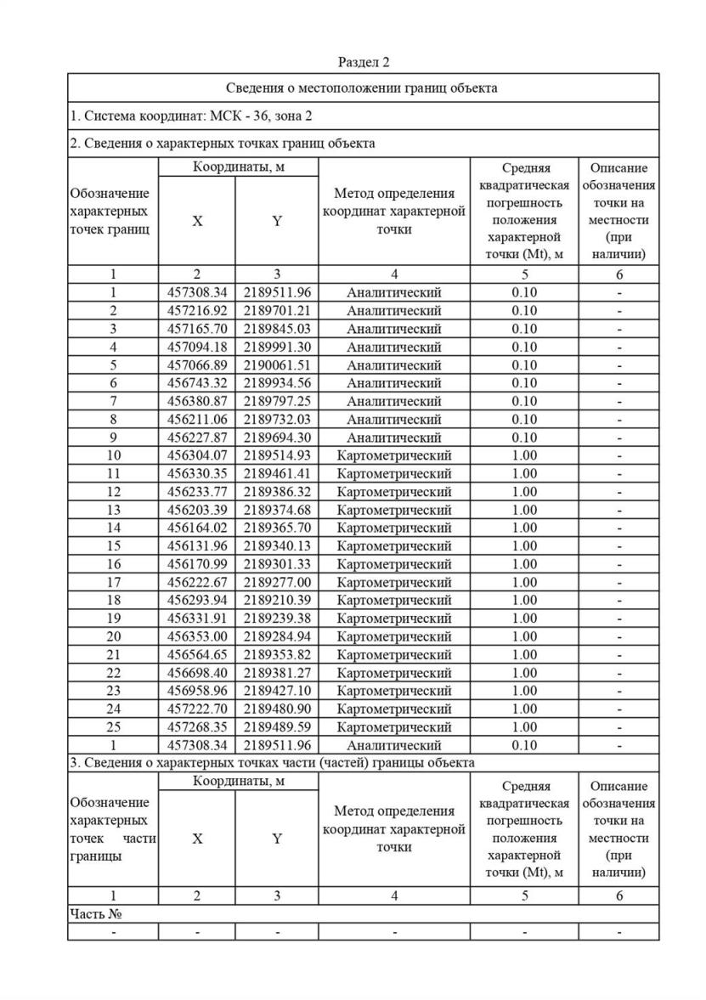 Раздел 2
Сведения о местоположении границ объекта
1. Система координат: МСК - 36, зона 2
2. Сведения о характерных точках границ объекта
Обозначение характерных точек границ | Координаты, м | Метод определения координат характерной точки | Средняя квадратическая погрешность положения характерной точки (Mt), м | Описание обозначения точки на местности (при наличии)
X | Y
1 2 3 4 5 6
1 457308.34 2189511.96 Аналитический 0.10 -
2 457216.92 2189701.21 Аналитический 0.10 -
3 457165.70 2189845.03 Аналитический 0.10 -
4 457094.18 2189991.30 Аналитический 0.10 -
5 457066.89 2190061.51 Аналитический 0.10 -
6 456743.32 2189934.56 Аналитический 0.10 -
7 456380.87 2189797.25 Аналитический 0.10 -
8 456211.06 2189732.03 Аналитический 0.10 -
9 456227.87 2189694.30 Аналитический 0.10 -
10 456304.07 2189514.93 Картометрический 1.00 -
11 456330.35 2189461.41 Картометрический 1.00 -
12 456233.77 2189386.32 Картометрический 1.00 -
13 456203.39 2189374.68 Картометрический 1.00 -
14 456164.02 2189365.70 Картометрический 1.00 -
15 456131.96 2189340.13 Картометрический 1.00 -
16 456170.99 2189301.33 Картометрический 1.00 -
17 456222.67 2189277.00 Картометрический 1.00 -
18 456293.94 2189210.39 Картометрический 1.00 -
19 456331.91 2189239.38 Картометрический 1.00 -
20 456353.00 2189284.94 Картометрический 1.00 -
21 456564.65 2189353.82 Картометрический 1.00 -
22 456698.40 2189381.27 Картометрический 1.00 -
23 456958.96 2189427.10 Картометрический 1.00 -
24 457222.70 2189480.90 Картометрический 1.00 -
25 457268.35 2189489.59 Картометрический 1.00 -
1 457308.34 2189511.96 Аналитический 0.10 -
3. Сведения о характерных точках части (частей) границы объекта
Обозначение характерных точек части границы | Координаты, м | Метод определения координат характерной точки | Средняя квадратическая погрешность положения характерной точки (Mt), м | Описание обозначения точки на местности (при наличии)
X | Y
1 2 3 4 5 6
Часть №
- - - - - -